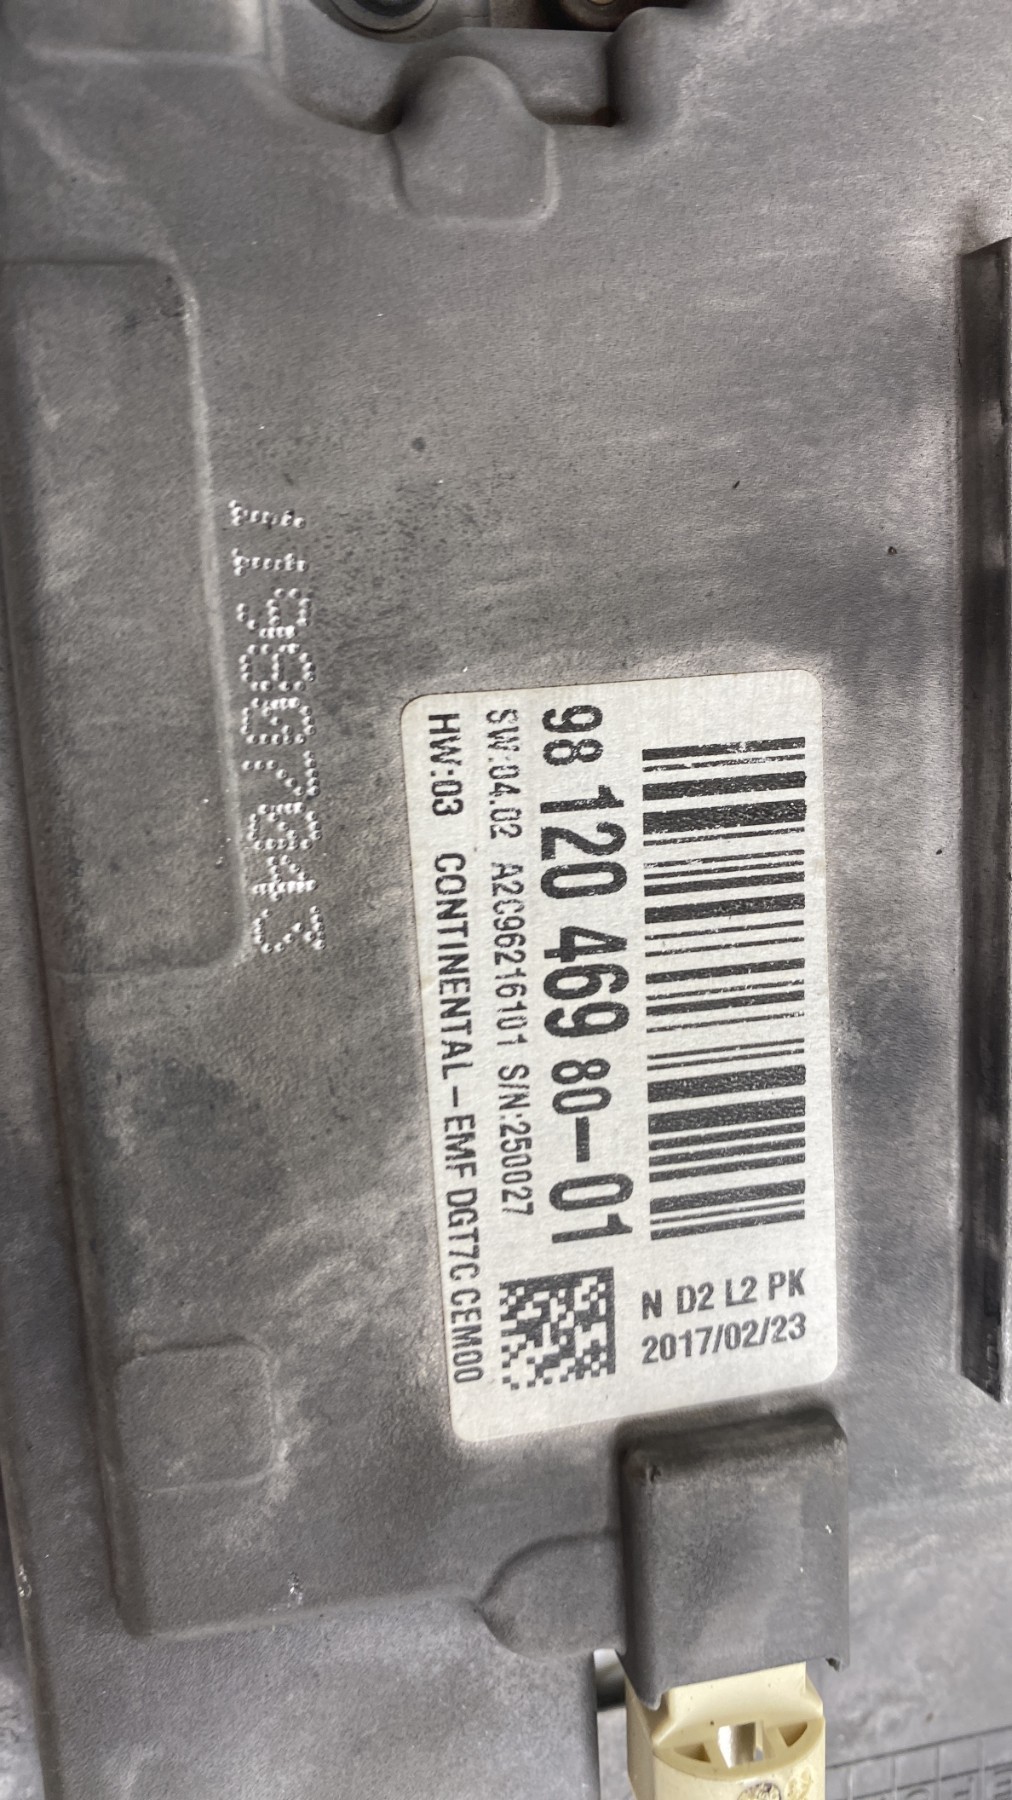 N D2 L2 PK
2017/02/23
98 120 469 80-01
SW:04.02 A2C96216101 S/N:250027
HW:03 CONTINENTAL-EMF DGT7C CEM00